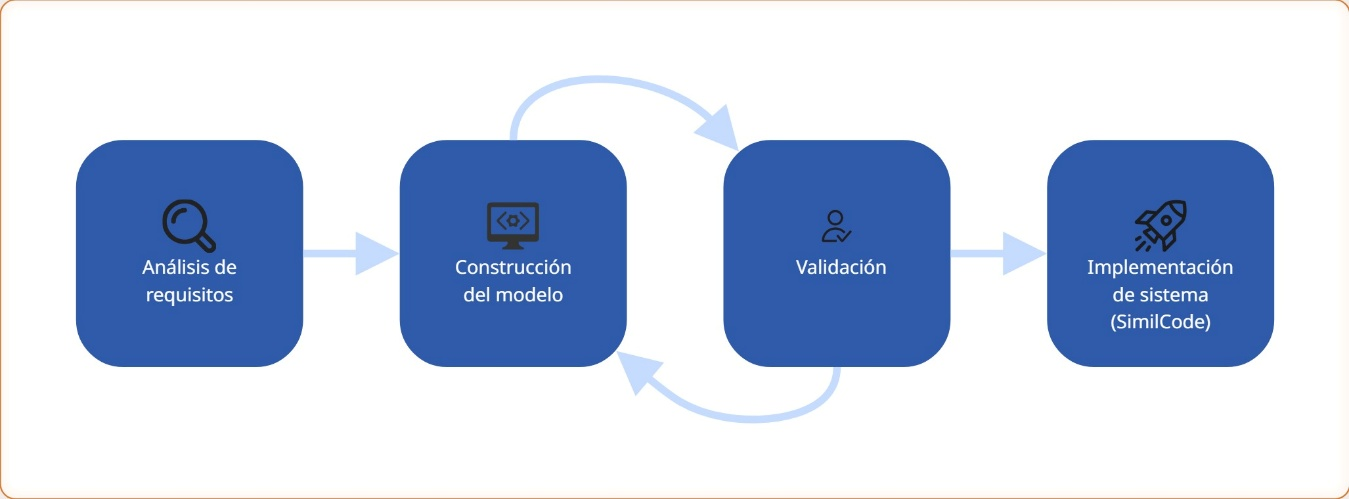 Análisis de
requisitos
Construcción
del modelo
Validación
Implementación
de sistema
(SimilCode)